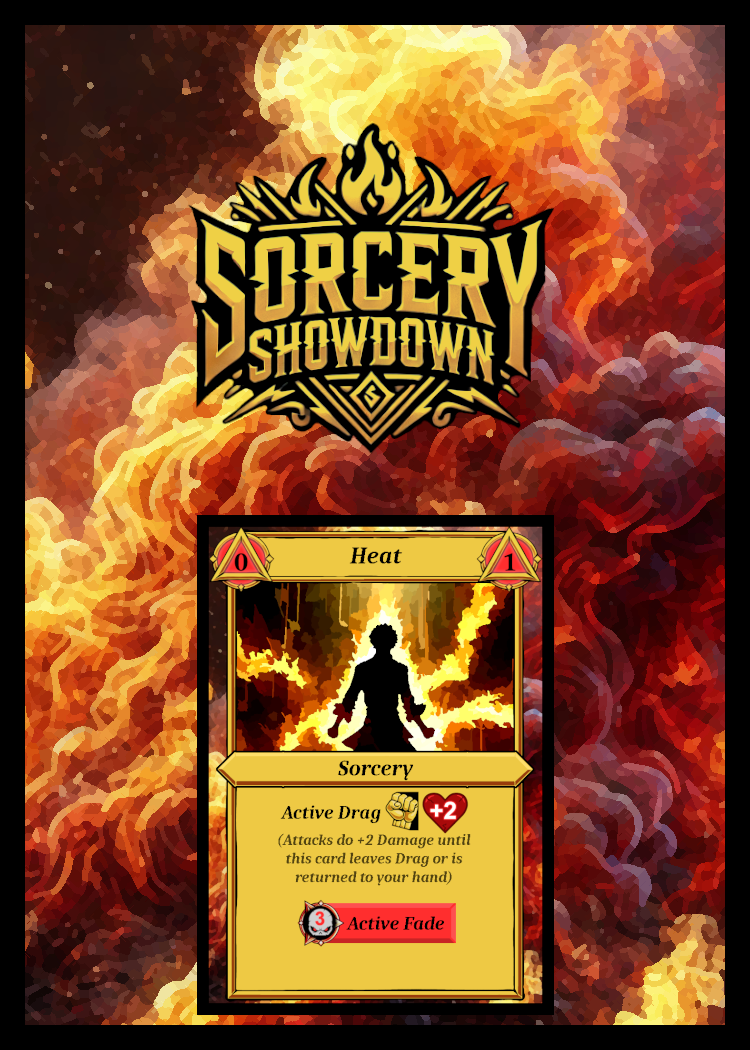 SORCERY
SHOWDOWN
S
0 Heat 1
Sorcery
Active Drag +2
(Attacks do +2 Damage until
this card leaves Drag or is
returned to your hand)
3 Active Fade